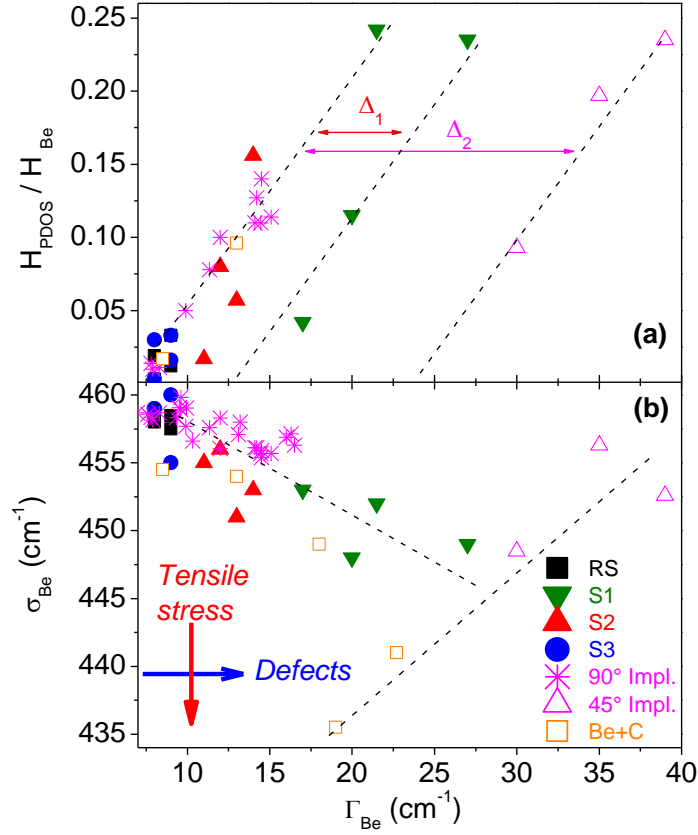 0.25
0.20
0.15
0.10
0.05
H_PDOS / H_Be
Δ_1
Δ_2
(a)
460
455
450
445
440
435
σ_Be (cm⁻¹)
(b)
Tensile
stress
Defects
RS
S1
S2
S3
90° Impl.
45° Impl.
Be+C
10 15 20 25 30 35 40
Γ_Be (cm⁻¹)